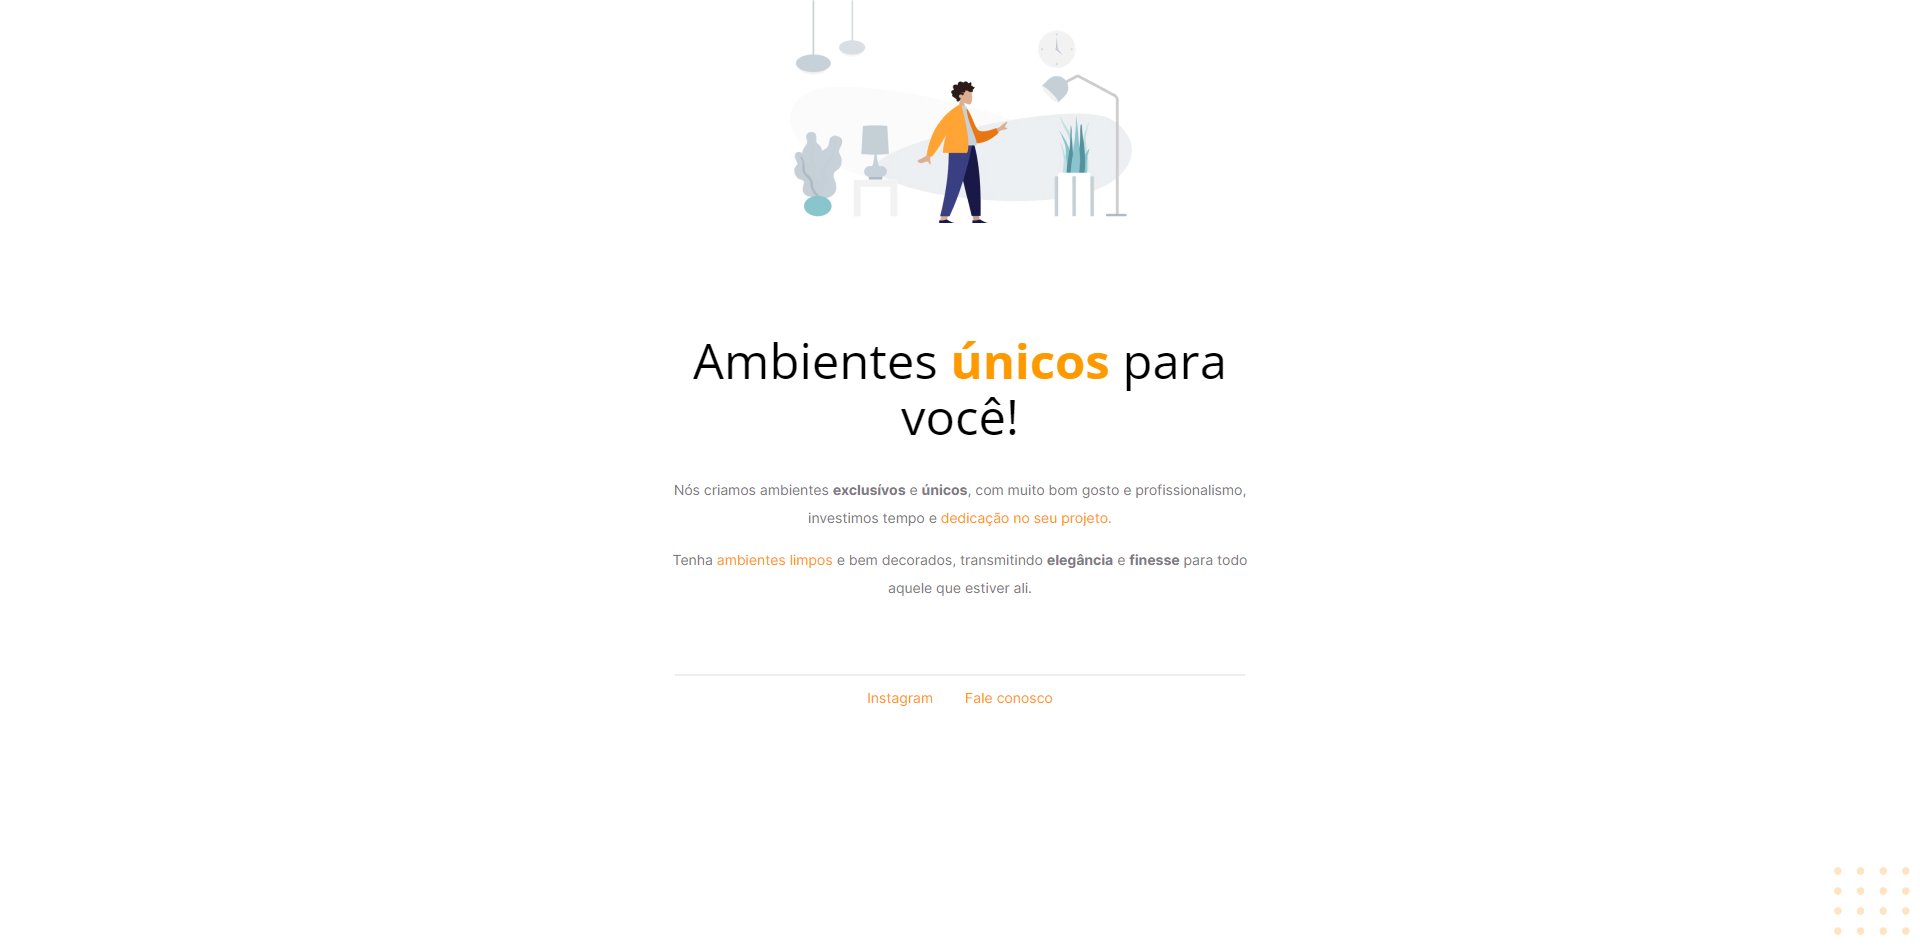 Ambientes únicos para
você!
Nós criamos ambientes exclusívos e únicos, com muito bom gosto e profissionalismo,
investimos tempo e dedicação no seu projeto.
Tenha ambientes limpos e bem decorados, transmitindo elegância e finesse para todo
aquele que estiver ali.
Instagram Fale conosco